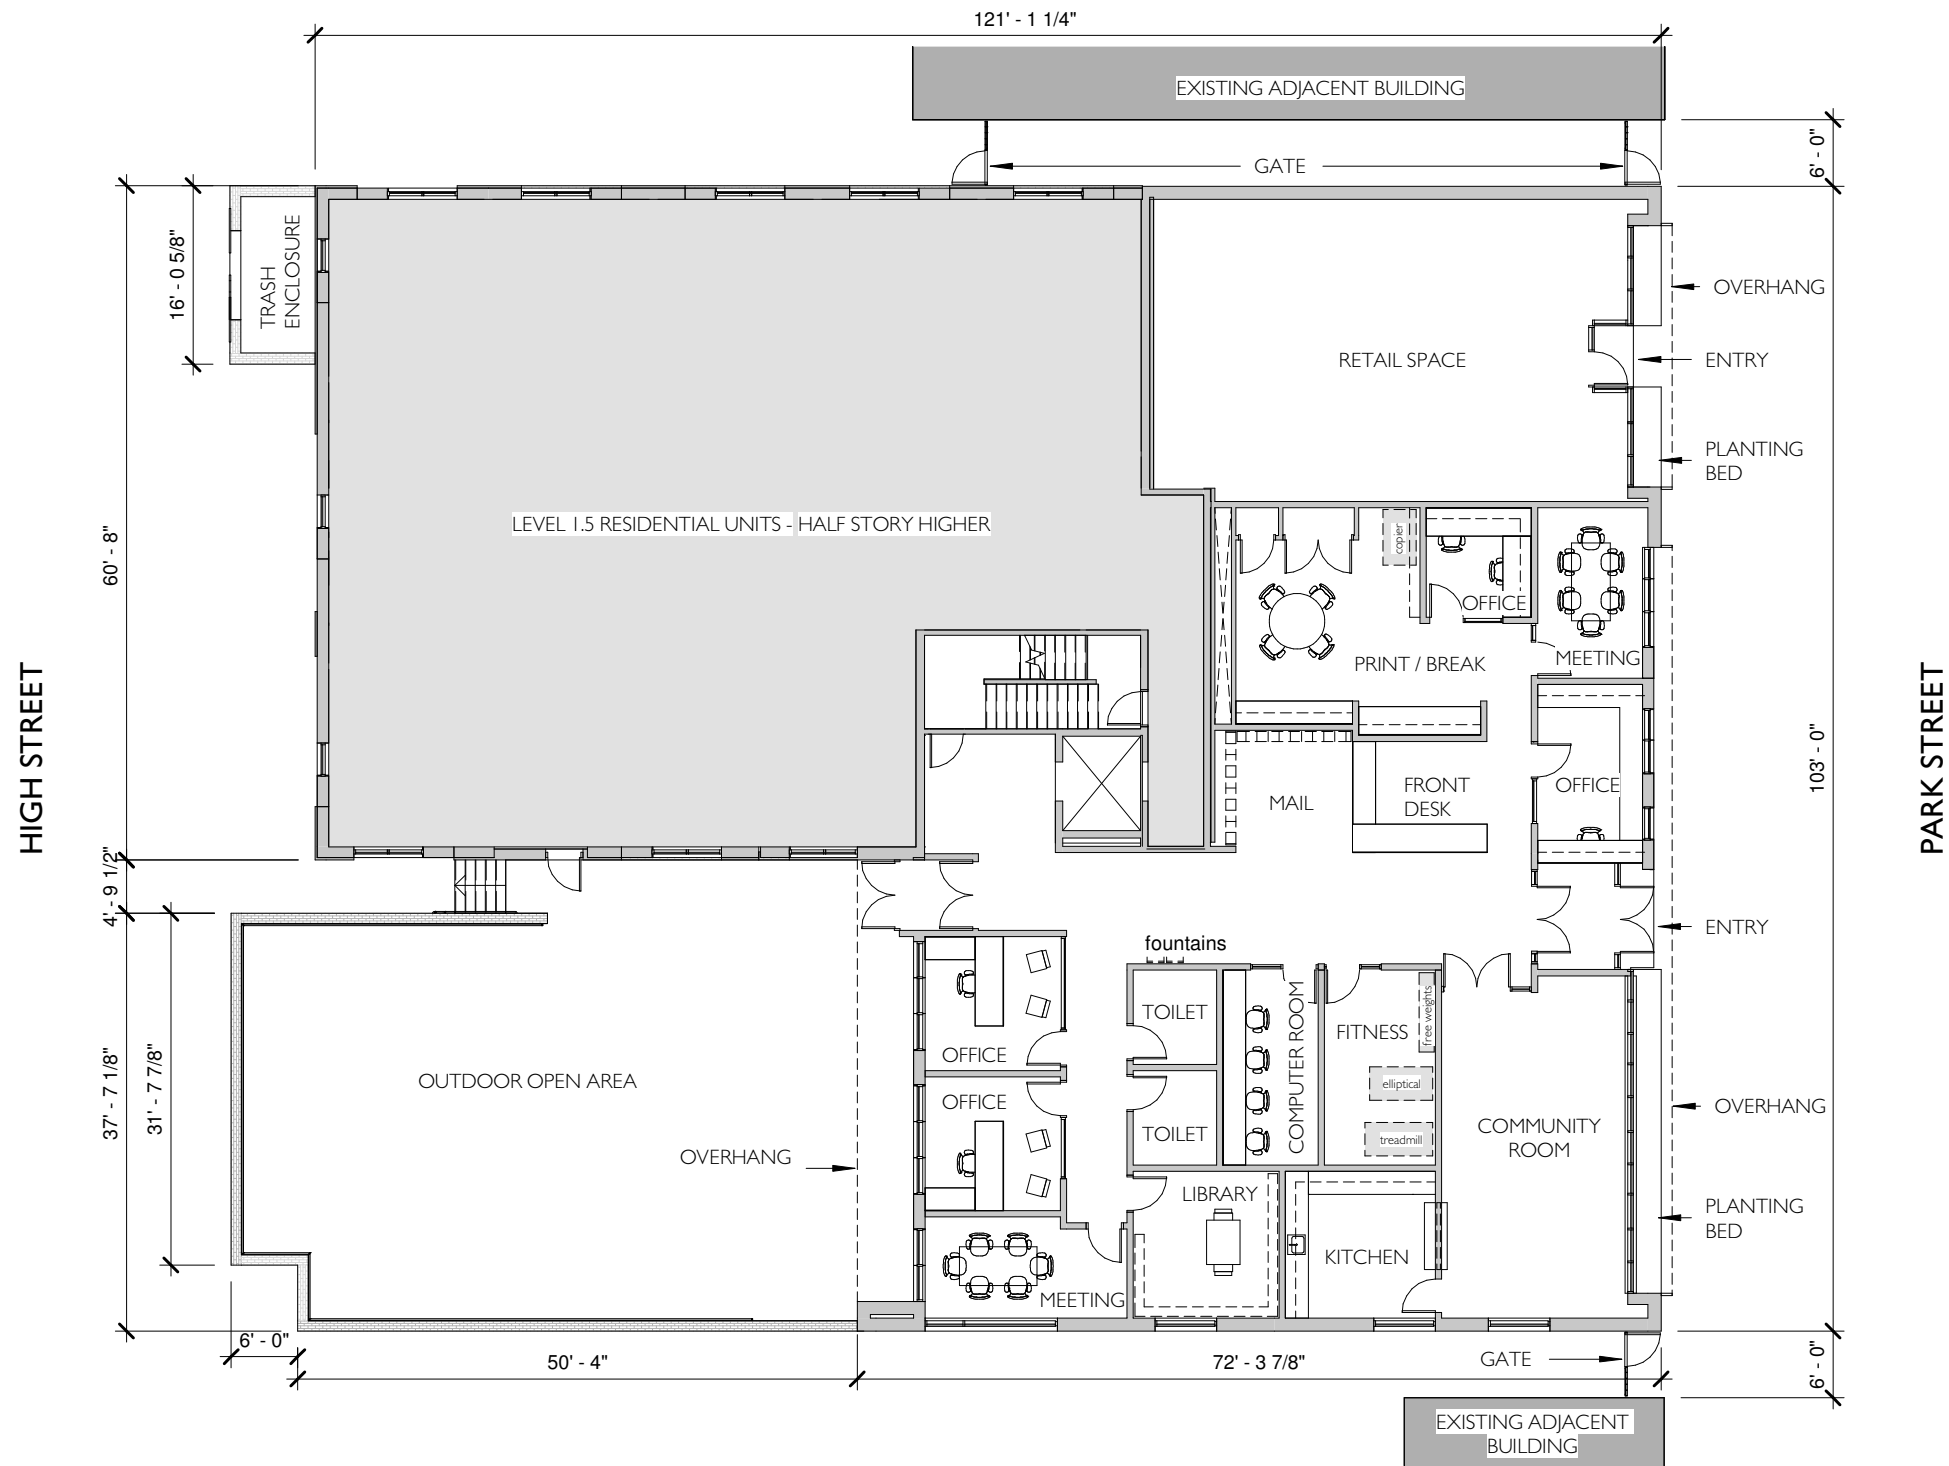 121' - 1 1/4"
EXISTING ADJACENT BUILDING
6' - 0"
GATE
16' - 0 5/8"
TRASH
ENCLOSURE
OVERHANG
RETAIL SPACE
ENTRY
PLANTING
BED
LEVEL 1.5 RESIDENTIAL UNITS - HALF STORY HIGHER
60' - 8"
copier
OFFICE
MEETING
PRINT / BREAK
HIGH STREET
PARK STREET
103' - 0"
MAIL
FRONT
DESK
OFFICE
4' - 9 1/2"
ENTRY
fountains
TOILET
COMPUTER ROOM
FITNESS
free weights
OFFICE
OUTDOOR OPEN AREA
elliptical
37' - 7 1/8"
31' - 7 7/8"
OFFICE
OVERHANG
TOILET
treadmill
COMMUNITY
ROOM
OVERHANG
LIBRARY
PLANTING
BED
KITCHEN
MEETING
6' - 0"
50' - 4"
72' - 3 7/8"
GATE
6' - 0"
EXISTING ADJACENT
BUILDING